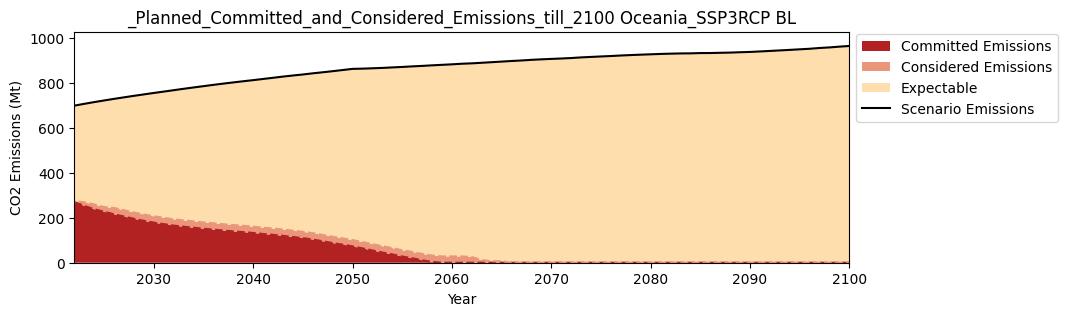 _Planned_Committed_and_Considered_Emissions_till_2100 Oceania_SSP3RCP BL
1000
800
600
400
200
0
CO2 Emissions (Mt)
2030 2040 2050 2060 2070 2080 2090 2100
Year
Committed Emissions
Considered Emissions
Expectable
Scenario Emissions